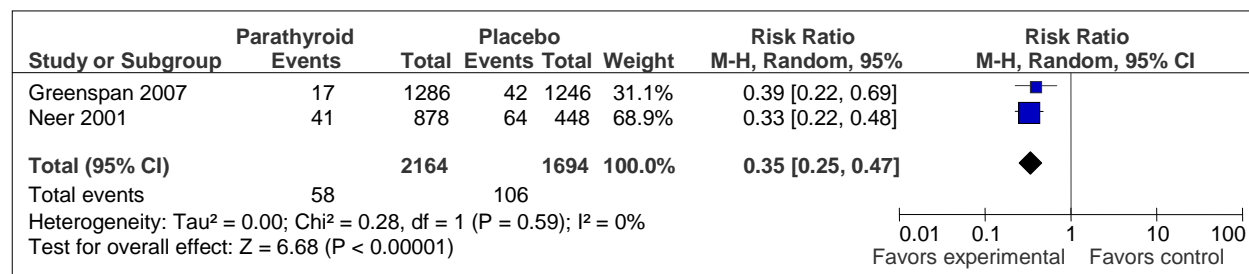 Parathyroid Placebo Risk Ratio Risk Ratio
Study or Subgroup Events Total Events Total Weight M-H, Random, 95% M-H, Random, 95% CI
Greenspan 2007 17 1286 42 1246 31.1% 0.39 [0.22, 0.69]
Neer 2001 41 878 64 448 68.9% 0.33 [0.22, 0.48]
Total (95% CI) 2164 1694 100.0% 0.35 [0.25, 0.47]
Total events 58 106
Heterogeneity: Tau² = 0.00; Chi² = 0.28, df = 1 (P = 0.59); I² = 0%
Test for overall effect: Z = 6.68 (P < 0.00001)
0.01 0.1 1 10 100
Favors experimental Favors control